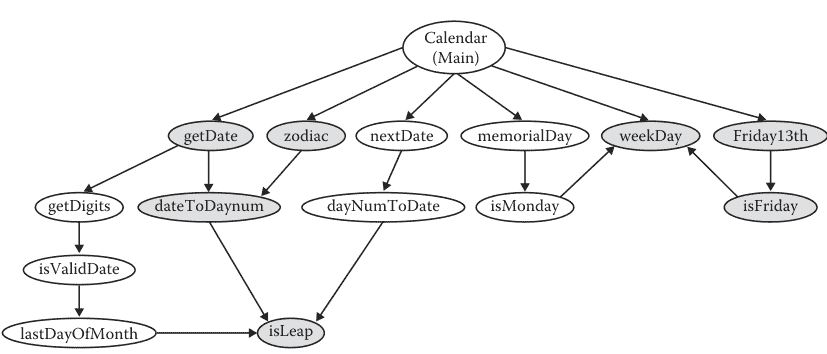 Calendar
(Main)
getDate
zodiac
nextDate
memorialDay
weekDay
Friday13th
getDigits
dateToDaynum
dayNumToDate
isMonday
isFriday
isValidDate
lastDayOfMonth
isLeap